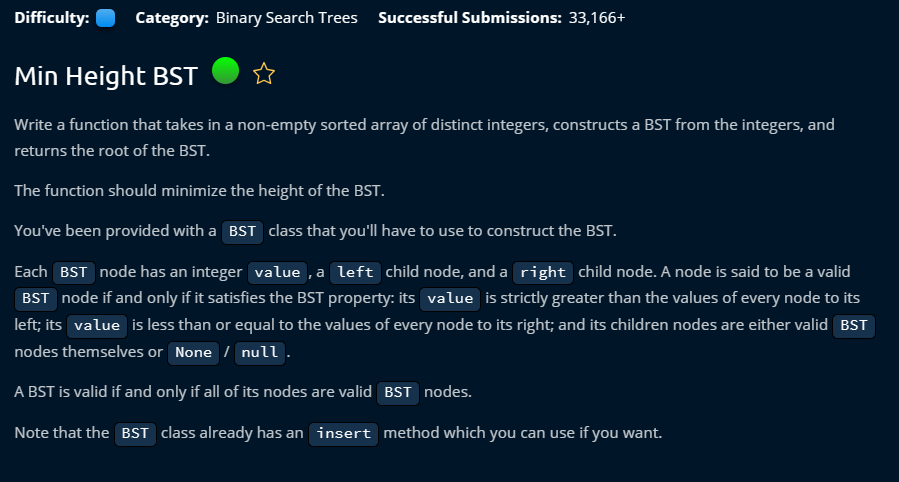 Difficulty: Category: Binary Search Trees Successful Submissions: 33,166+
Min Height BST
Write a function that takes in a non-empty sorted array of distinct integers, constructs a BST from the integers, and
returns the root of the BST.
The function should minimize the height of the BST.
You've been provided with a BST class that you'll have to use to construct the BST.
Each BST node has an integer value , a left child node, and a right child node. A node is said to be a valid
BST node if and only if it satisfies the BST property: its value is strictly greater than the values of every node to its
left; its value is less than or equal to the values of every node to its right; and its children nodes are either valid BST
nodes themselves or None / null .
A BST is valid if and only if all of its nodes are valid BST nodes.
Note that the BST class already has an insert method which you can use if you want.